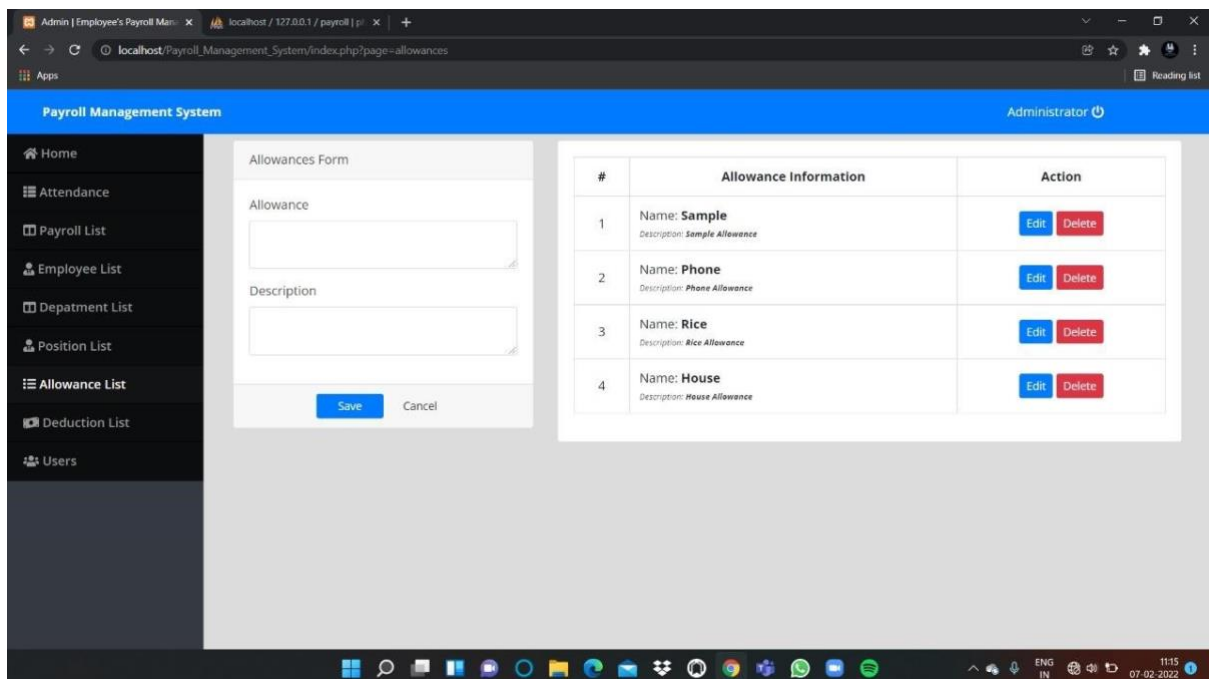 Admin | Employee's Payroll Man
localhost / 127.0.0.1 / payroll | p
localhost/Payroll_Management_System/index.php?page=allowances
Apps
Reading list
Payroll Management System
Administrator
Home
Attendance
Payroll List
Employee List
Depatment List
Position List
Allowance List
Deduction List
Users
Allowances Form
Allowance
Description
Save Cancel
# Allowance Information Action
1 Name: Sample Edit Delete
Description: Sample Allowance
2 Name: Phone Edit Delete
Description: Phone Allowance
3 Name: Rice Edit Delete
Description: Rice Allowance
4 Name: House Edit Delete
Description: House Allowance
ENG
IN
11:15
07-02-2022
1